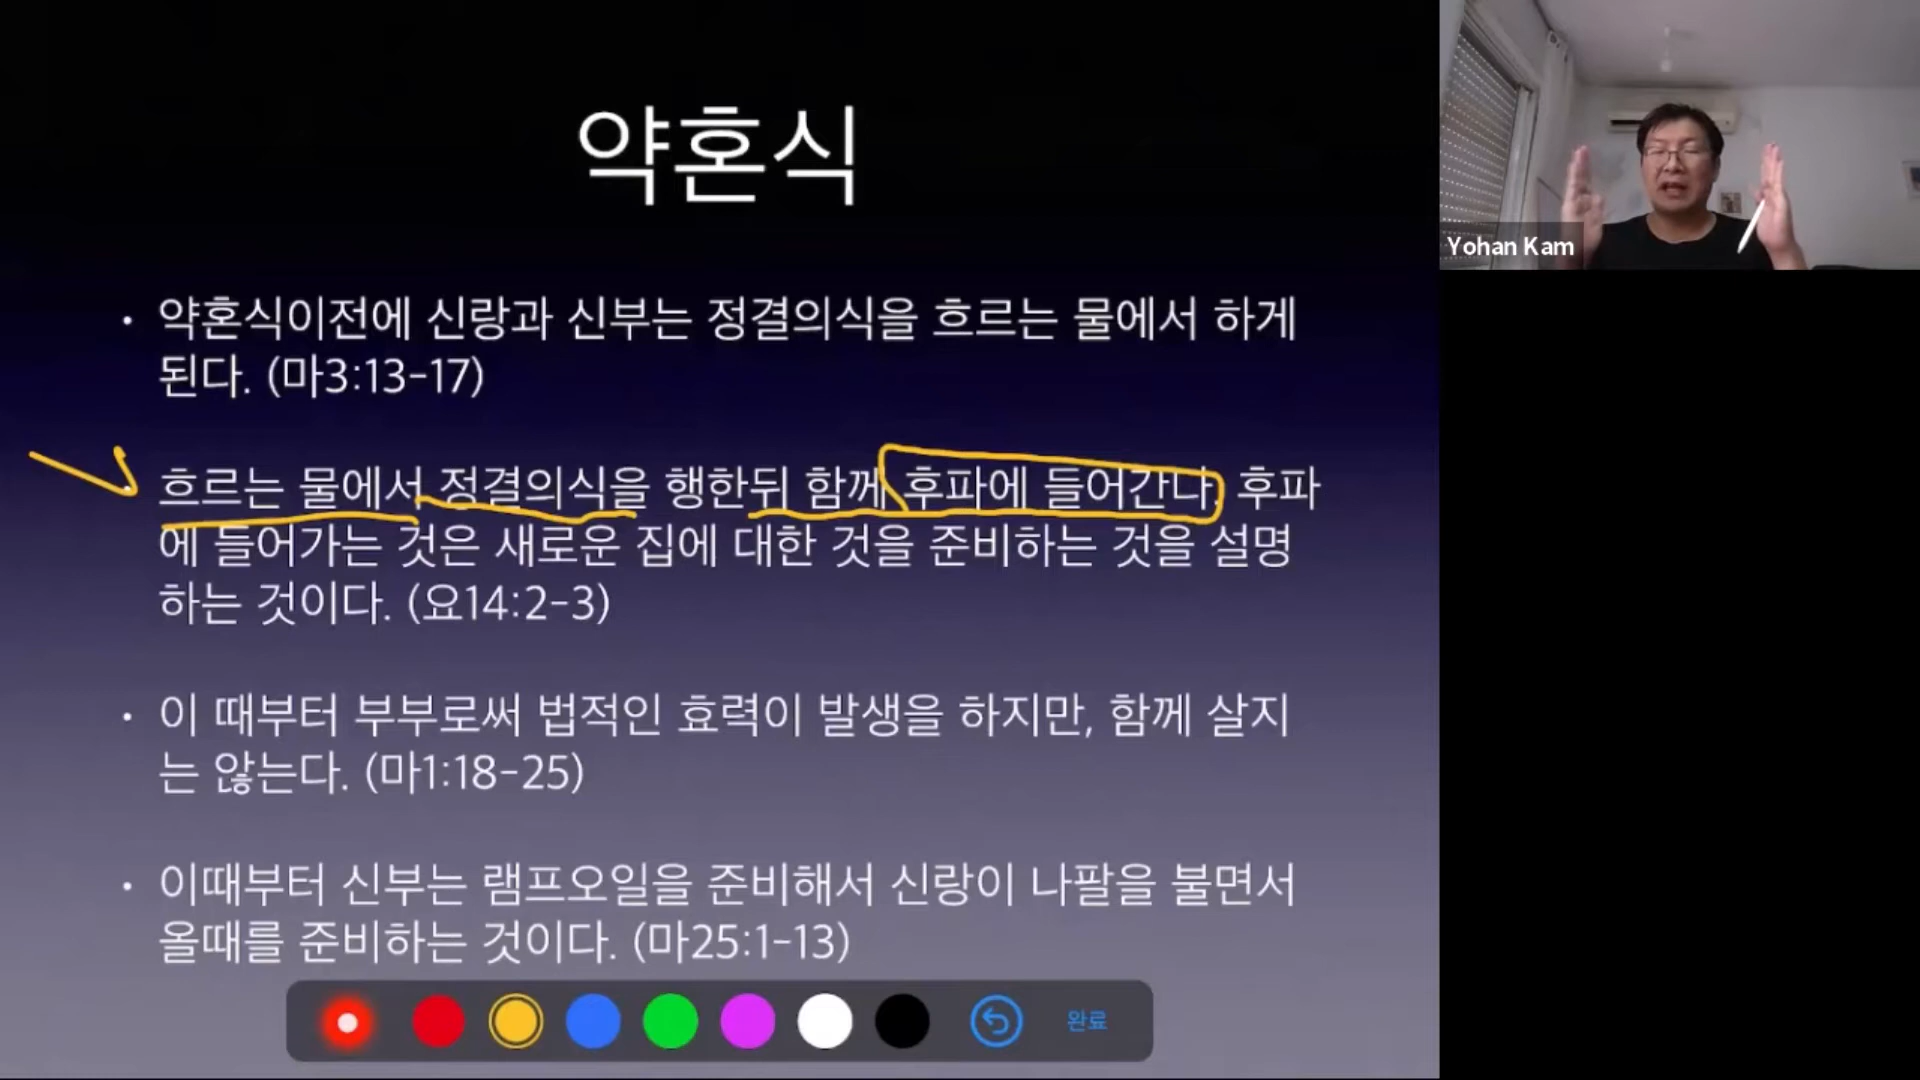 약혼식
• 약혼식이전에 신랑과 신부는 정결의식을 흐르는 물에서 하게
된다. (마3:13-17)
흐르는 물에서 정결의식을 행한뒤 함께 후파에 들어간다 후파
에 들어가는 것은 새로운 집에 대한 것을 준비하는 것을 설명
하는 것이다. (요14:2-3)
• 이 때부터 부부로써 법적인 효력이 발생을 하지만, 함께 살지
는 않는다. (마1:18-25)
• 이때부터 신부는 램프오일을 준비해서 신랑이 나팔을 불면서
올때를 준비하는 것이다. (마25:1-13)
완료
Yohan Kam